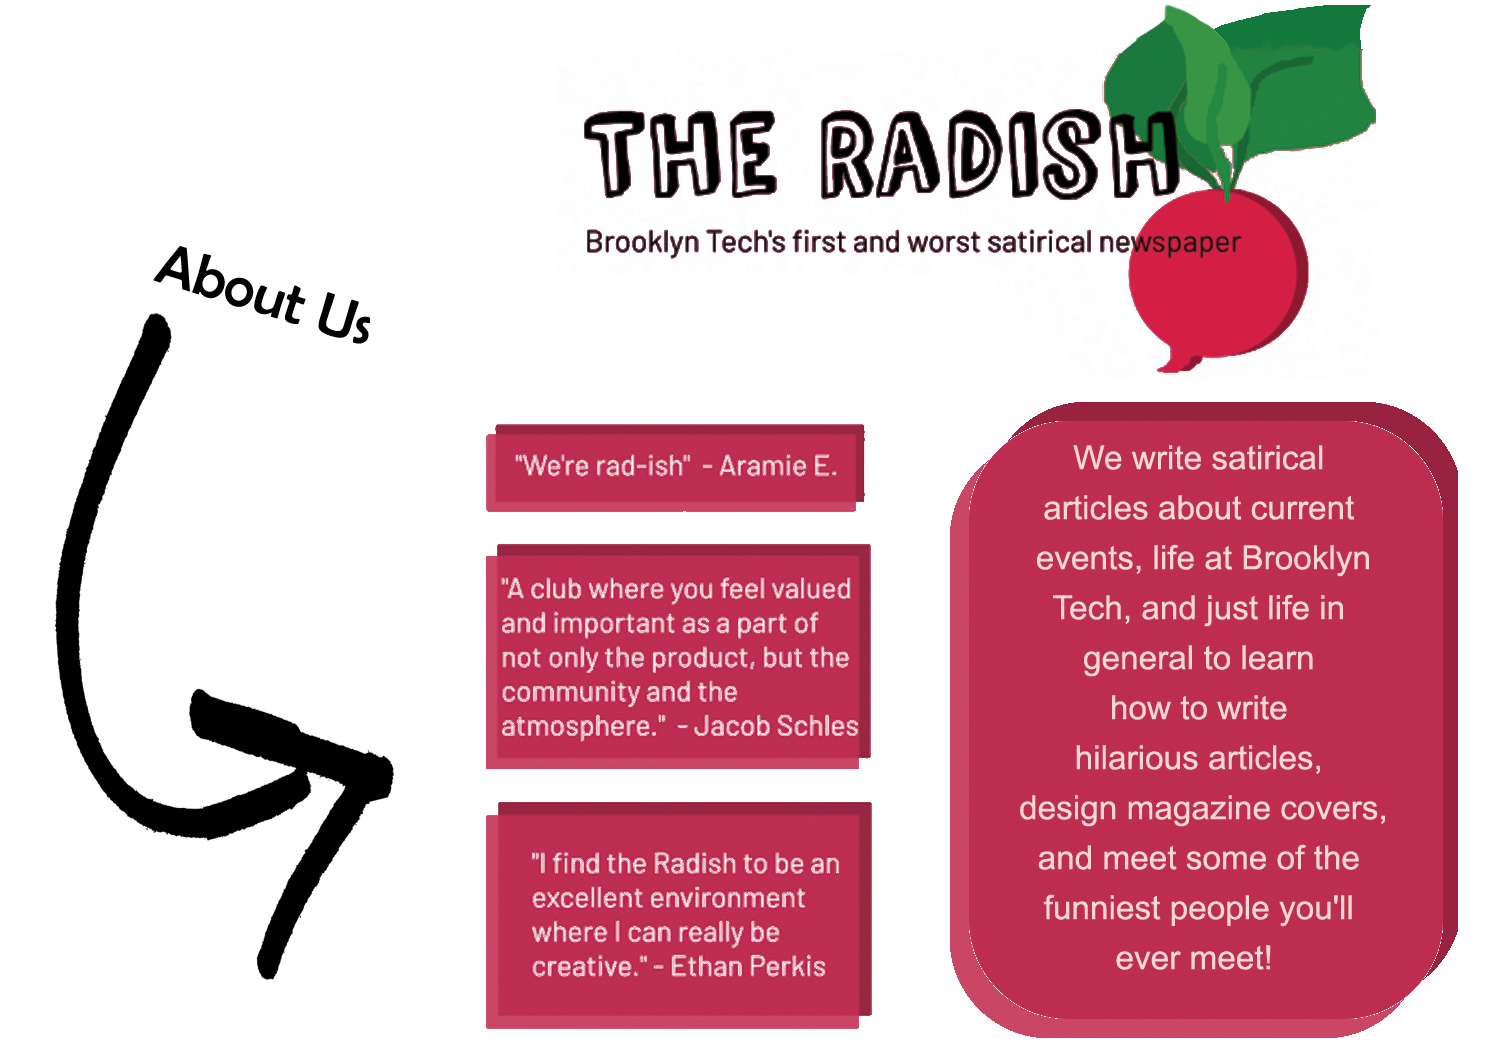 THE RADISH
Brooklyn Tech's first and worst satirical newspaper
About Us
"We're rad-ish" - Aramie E.
"A club where you feel valued
and important as a part of
not only the product, but the
community and the
atmosphere." - Jacob Schles
"I find the Radish to be an
excellent environment
where I can really be
creative." - Ethan Perkis
We write satirical
articles about current
events, life at Brooklyn
Tech, and just life in
general to learn
how to write
hilarious articles,
design magazine covers,
and meet some of the
funniest people you'll
ever meet!